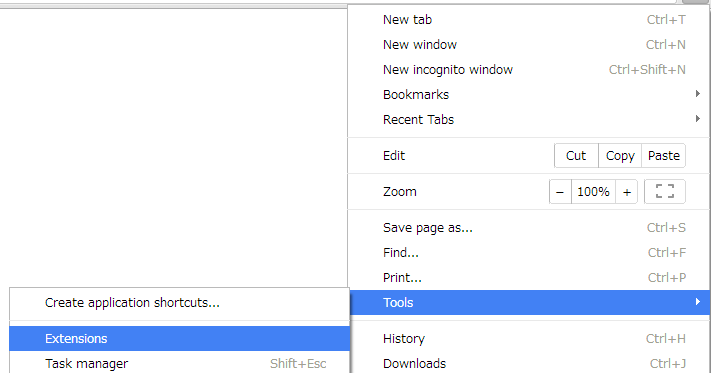 New tab Ctrl+T
New window Ctrl+N
New incognito window Ctrl+Shift+N
Bookmarks
Recent Tabs
Edit Cut Copy Paste
Zoom − 100% +
Save page as... Ctrl+S
Find... Ctrl+F
Print... Ctrl+P
Tools
Create application shortcuts...
Extensions
Task manager Shift+Esc
History Ctrl+H
Downloads Ctrl+J